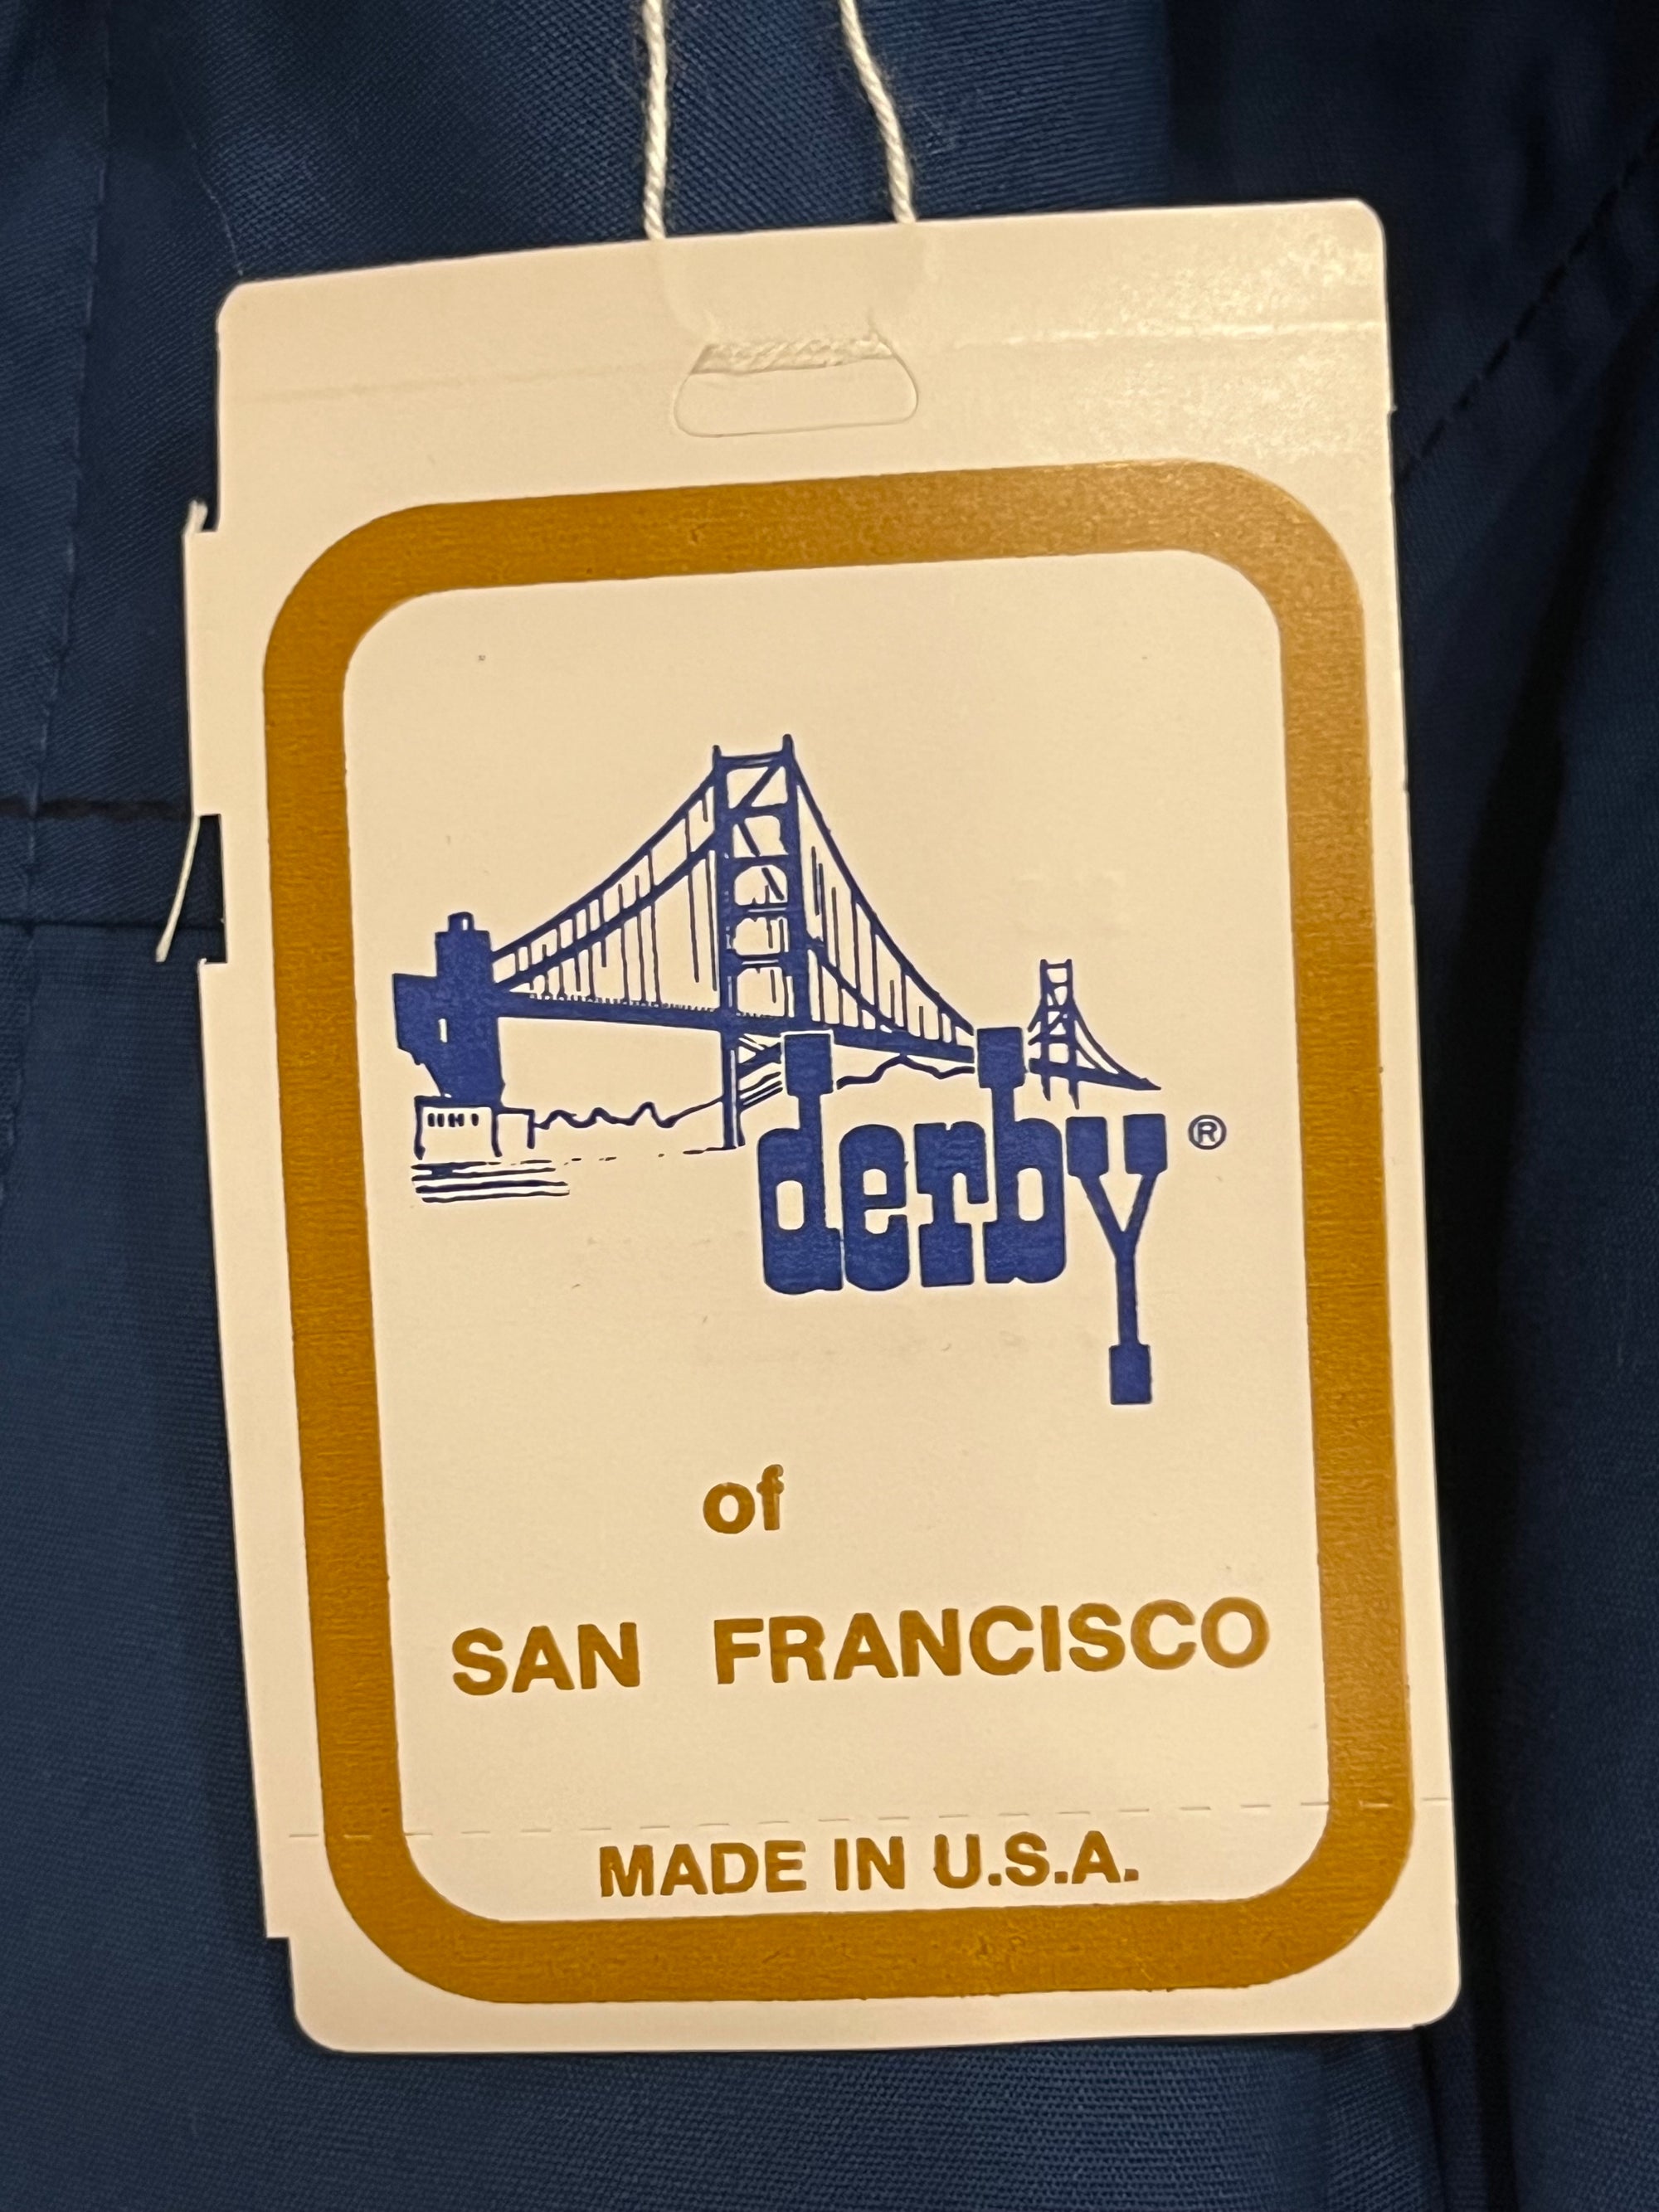 derby®
of
SAN FRANCISCO
MADE IN U.S.A.